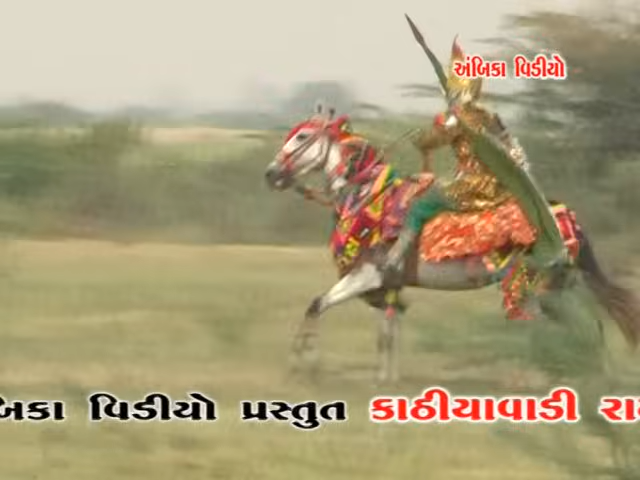 અંબિકા વિડીયો
બિકા વિડીયો પ્રસ્તુત કાઠીયાવાડી